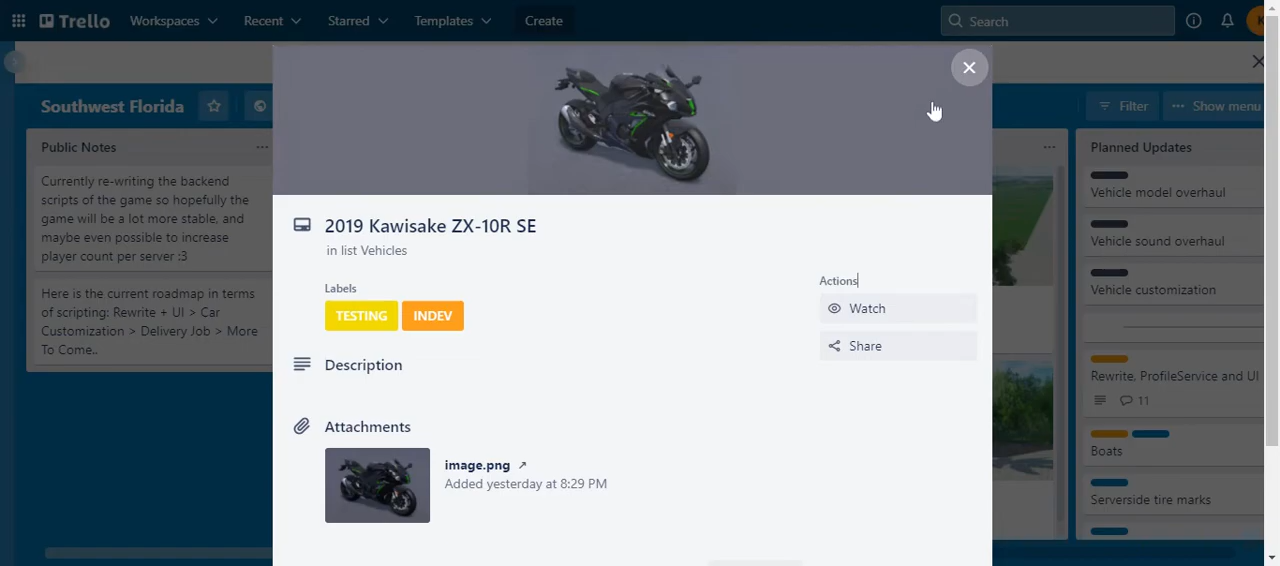 Trello
Workspaces
Recent
Starred
Templates
Create
Search
Southwest Florida
Filter
Show menu
Public Notes
Currently re-writing the backend
scripts of the game so hopefully the
game will be a lot more stable, and
maybe even possible to increase
player count per server :3
Here is the current roadmap in terms
of scripting: Rewrite + UI > Car
Customization > Delivery Job > More
To Come..
2019 Kawisake ZX-10R SE
in list Vehicles
Labels
TESTING
INDEV
Description
Attachments
image.png
Added yesterday at 8:29 PM
Actions
Watch
Share
Planned Updates
Vehicle model overhaul
Vehicle sound overhaul
Vehicle customization
Rewrite, ProfileService and UI
11
Boats
Serverside tire marks